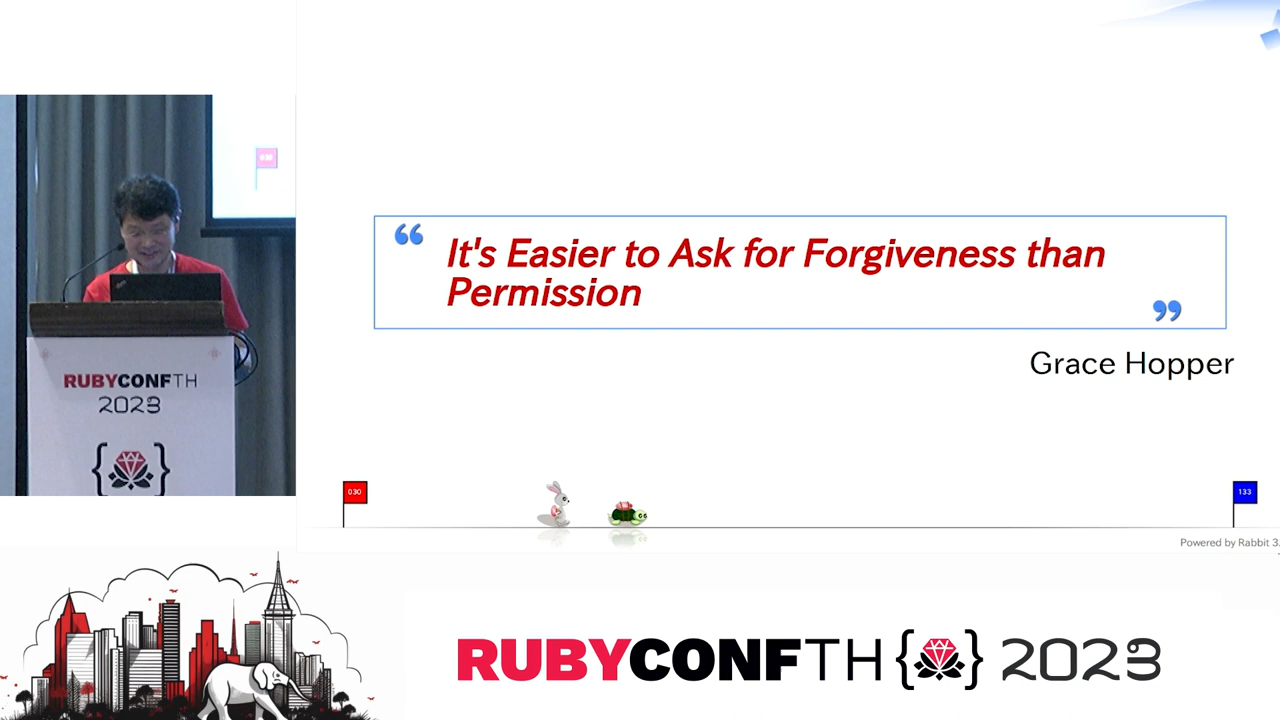 “ It's Easier to Ask for Forgiveness than
Permission ”
Grace Hopper
030
133
Powered by Rabbit 3.
RUBYCONFTH
2023
RUBYCONFTH {} 2023